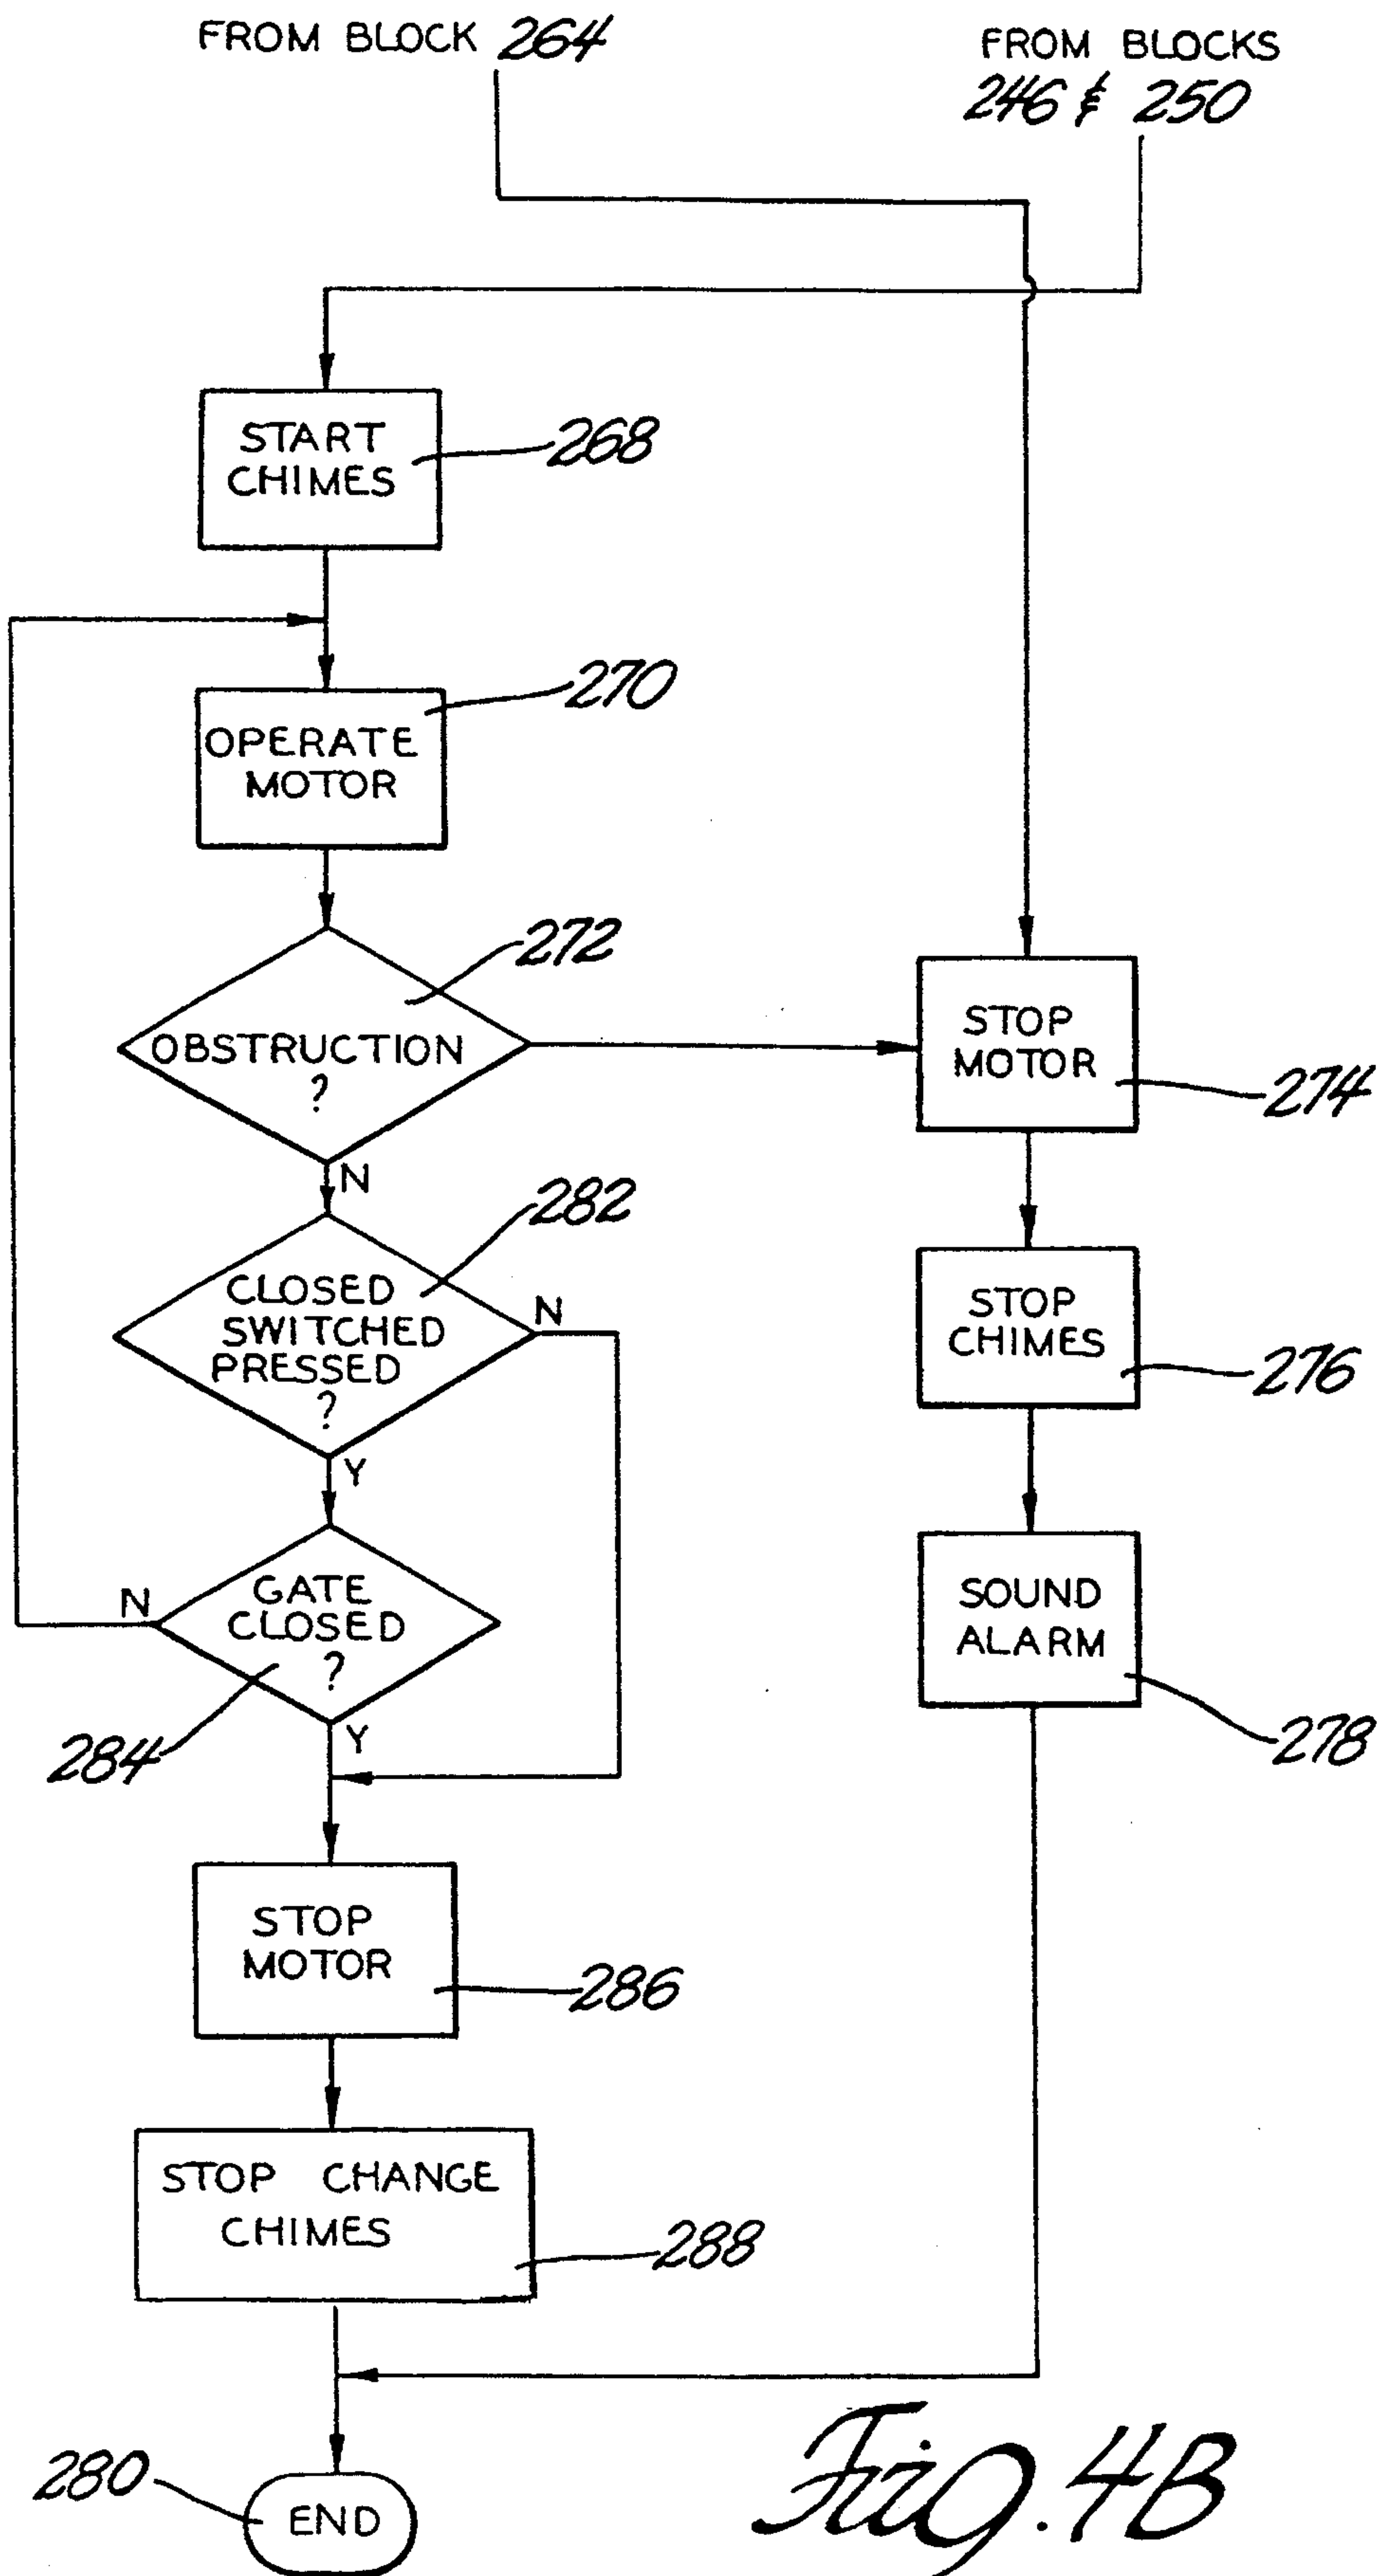 FROM BLOCK 264
FROM BLOCKS
246 & 250
START
CHIMES
268
OPERATE
MOTOR
270
OBSTRUCTION
?
272
N
STOP
MOTOR
274
CLOSED
SWITCHED
PRESSED
?
282
N
Y
STOP
CHIMES
276
GATE
CLOSED
?
N
284
Y
SOUND
ALARM
278
STOP
MOTOR
286
STOP CHANGE
CHIMES
288
280
END
Fig. 4B